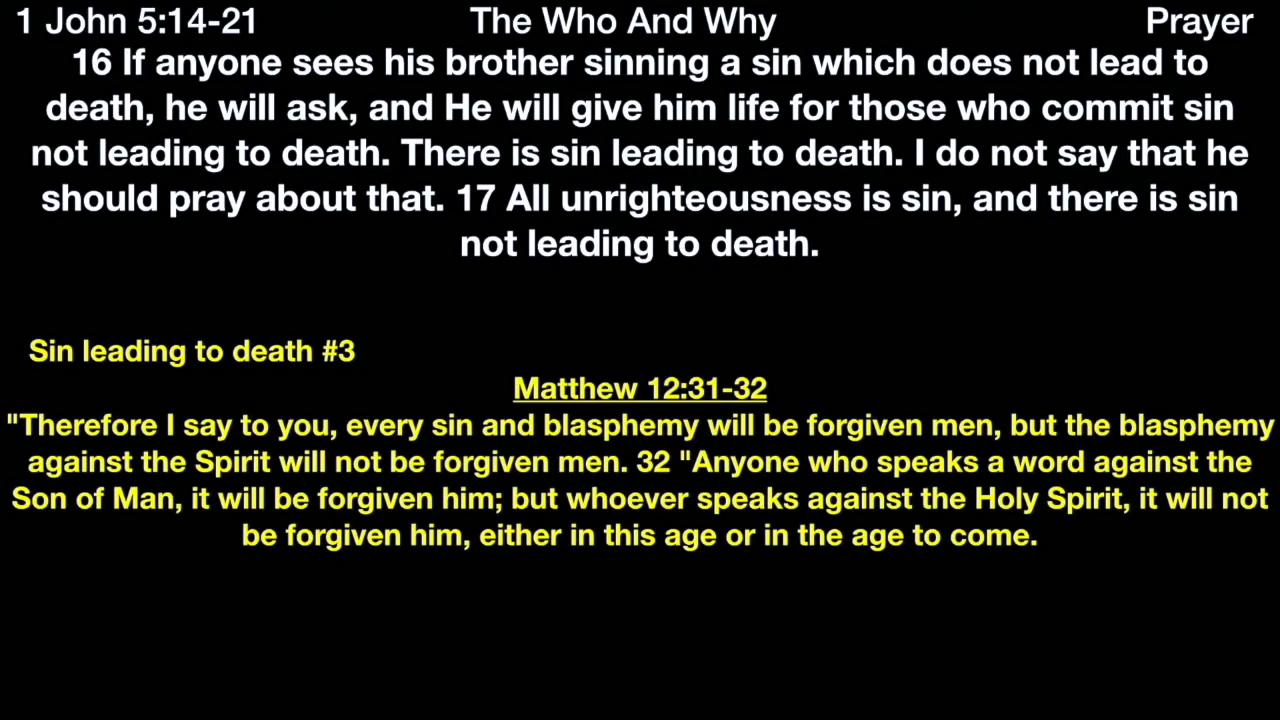 1 John 5:14-21 The Who And Why Prayer
16 If anyone sees his brother sinning a sin which does not lead to
death, he will ask, and He will give him life for those who commit sin
not leading to death. There is sin leading to death. I do not say that he
should pray about that. 17 All unrighteousness is sin, and there is sin
not leading to death.
Sin leading to death #3
Matthew 12:31-32
"Therefore I say to you, every sin and blasphemy will be forgiven men, but the blasphemy
against the Spirit will not be forgiven men. 32 "Anyone who speaks a word against the
Son of Man, it will be forgiven him; but whoever speaks against the Holy Spirit, it will not
be forgiven him, either in this age or in the age to come.